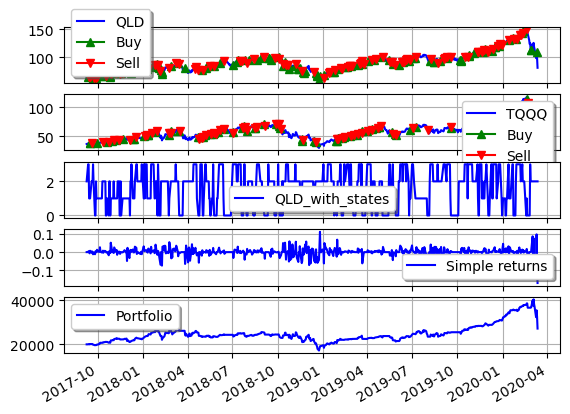 150
100
QLD
Buy
Sell
100
50
TQQQ
Buy
Sell
2
0
QLD_with_states
0.1
0.0
−0.1
Simple returns
40000
20000
Portfolio
2017-10
2018-01
2018-04
2018-07
2018-10
2019-01
2019-04
2019-07
2019-10
2020-01
2020-04